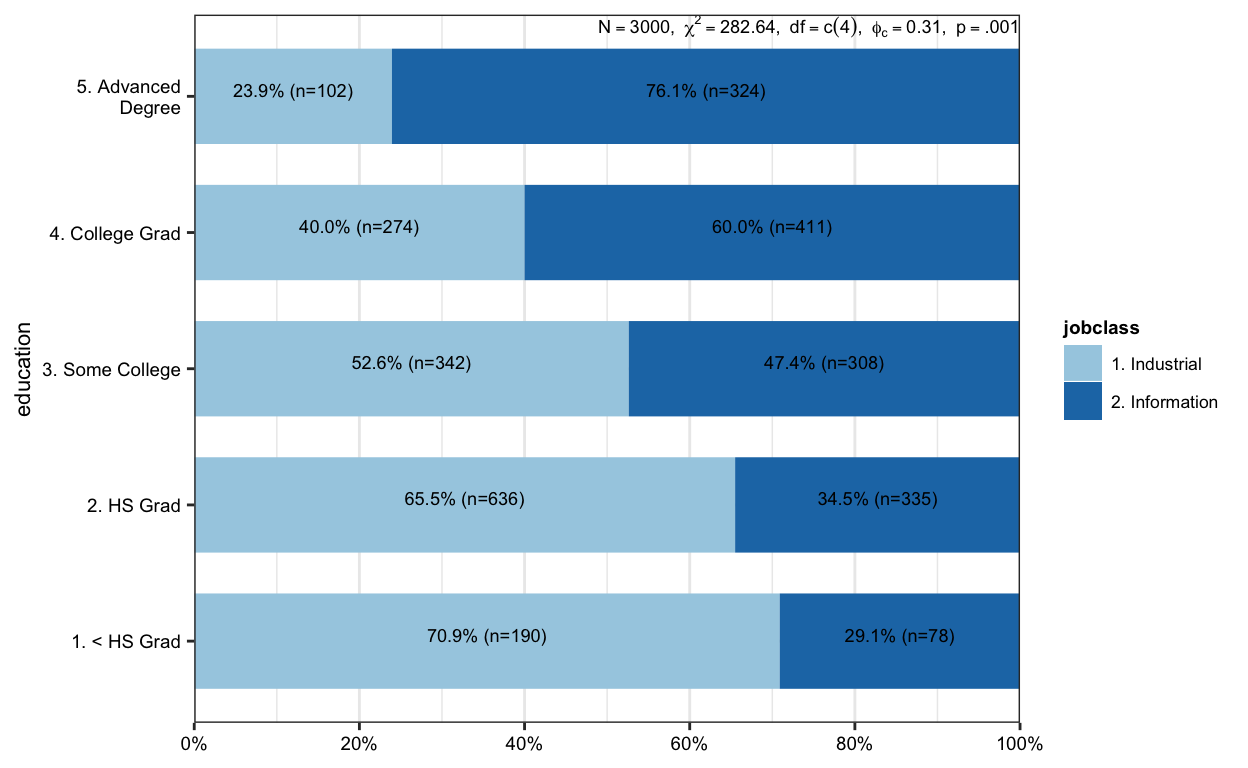 N = 3000, χ² = 282.64, df = c(4), ϕc = 0.31, p = .001
5. Advanced
Degree
23.9% (n=102) 76.1% (n=324)
4. College Grad
40.0% (n=274) 60.0% (n=411)
education
3. Some College
52.6% (n=342) 47.4% (n=308)
2. HS Grad
65.5% (n=636) 34.5% (n=335)
1. < HS Grad
70.9% (n=190) 29.1% (n=78)
0% 20% 40% 60% 80% 100%
jobclass
1. Industrial
2. Information